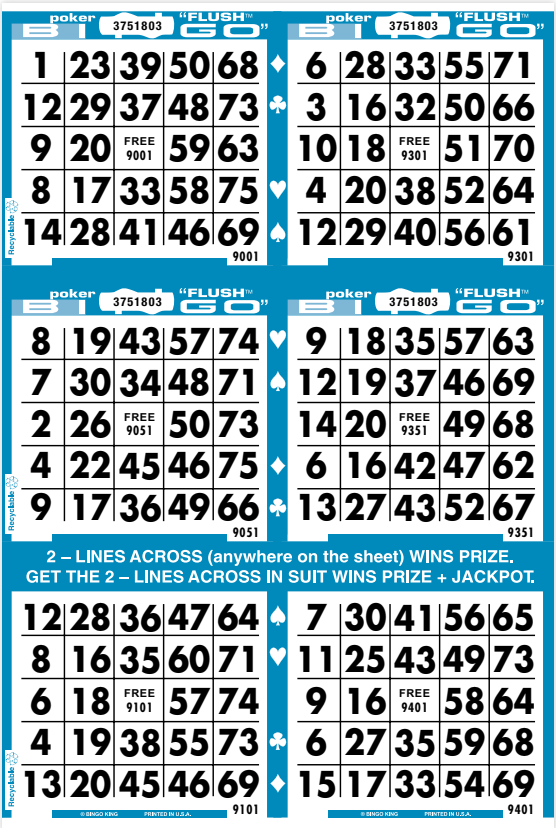 poker "FLUSH™ poker "FLUSH™
3751803 3751803
GO" GO"
1 23 39 50 68 ♦ 6 28 33 55 71
12 29 37 48 73 ♣ 3 16 32 50 66
9 20 FREE 9001 59 63 10 18 FREE 9301 51 70
8 17 33 58 75 ♥ 4 20 38 52 64
14 28 41 46 69 ♠ 12 29 40 56 61
Recyclable
9001 9301
poker "FLUSH™ poker "FLUSH™
3751803 3751803
GO" GO"
8 19 43 57 74 ♥ 9 18 35 57 63
7 30 34 48 71 ♠ 12 19 37 46 69
2 26 FREE 9051 50 73 14 20 FREE 9351 49 68
4 22 45 46 75 ♦ 6 16 42 47 62
9 17 36 49 66 ♣ 13 27 43 52 67
Recyclable
9051 9351
2 – LINES ACROSS (anywhere on the sheet) WINS PRIZE.
GET THE 2 – LINES ACROSS IN SUIT WINS PRIZE + JACKPOT.
12 28 36 47 64 ♠ 7 30 41 56 65
8 16 35 60 71 ♥ 11 25 43 49 73
6 18 FREE 9101 57 74 9 16 FREE 9401 58 64
4 19 38 55 73 ♣ 6 27 35 59 68
13 20 45 46 69 ♦ 15 17 33 54 69
Recyclable
© BINGO KING PRINTED IN U.S.A. 9101 © BINGO KING PRINTED IN U.S.A. 9401